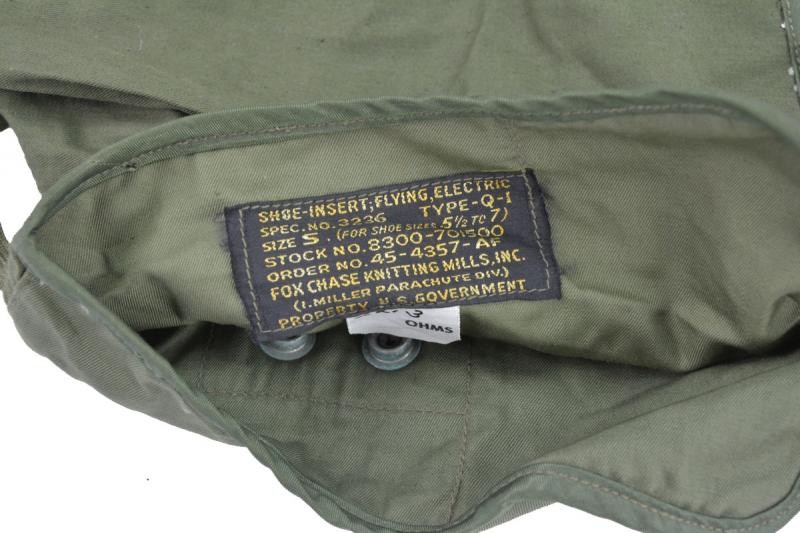 SHOE-INSERT, FLYING, ELECTRIC
SPEC. NO. 3236 TYPE-Q-1
SIZE S. (FOR SHOE SIZES 5½ TO 7)
STOCK NO. 8300-701500
ORDER NO. 45-4357-AF
FOX CHASE KNITTING MILLS, INC.
(I. MILLER PARACHUTE DIV.)
PROPERTY U.S. GOVERNMENT
3
OHMS